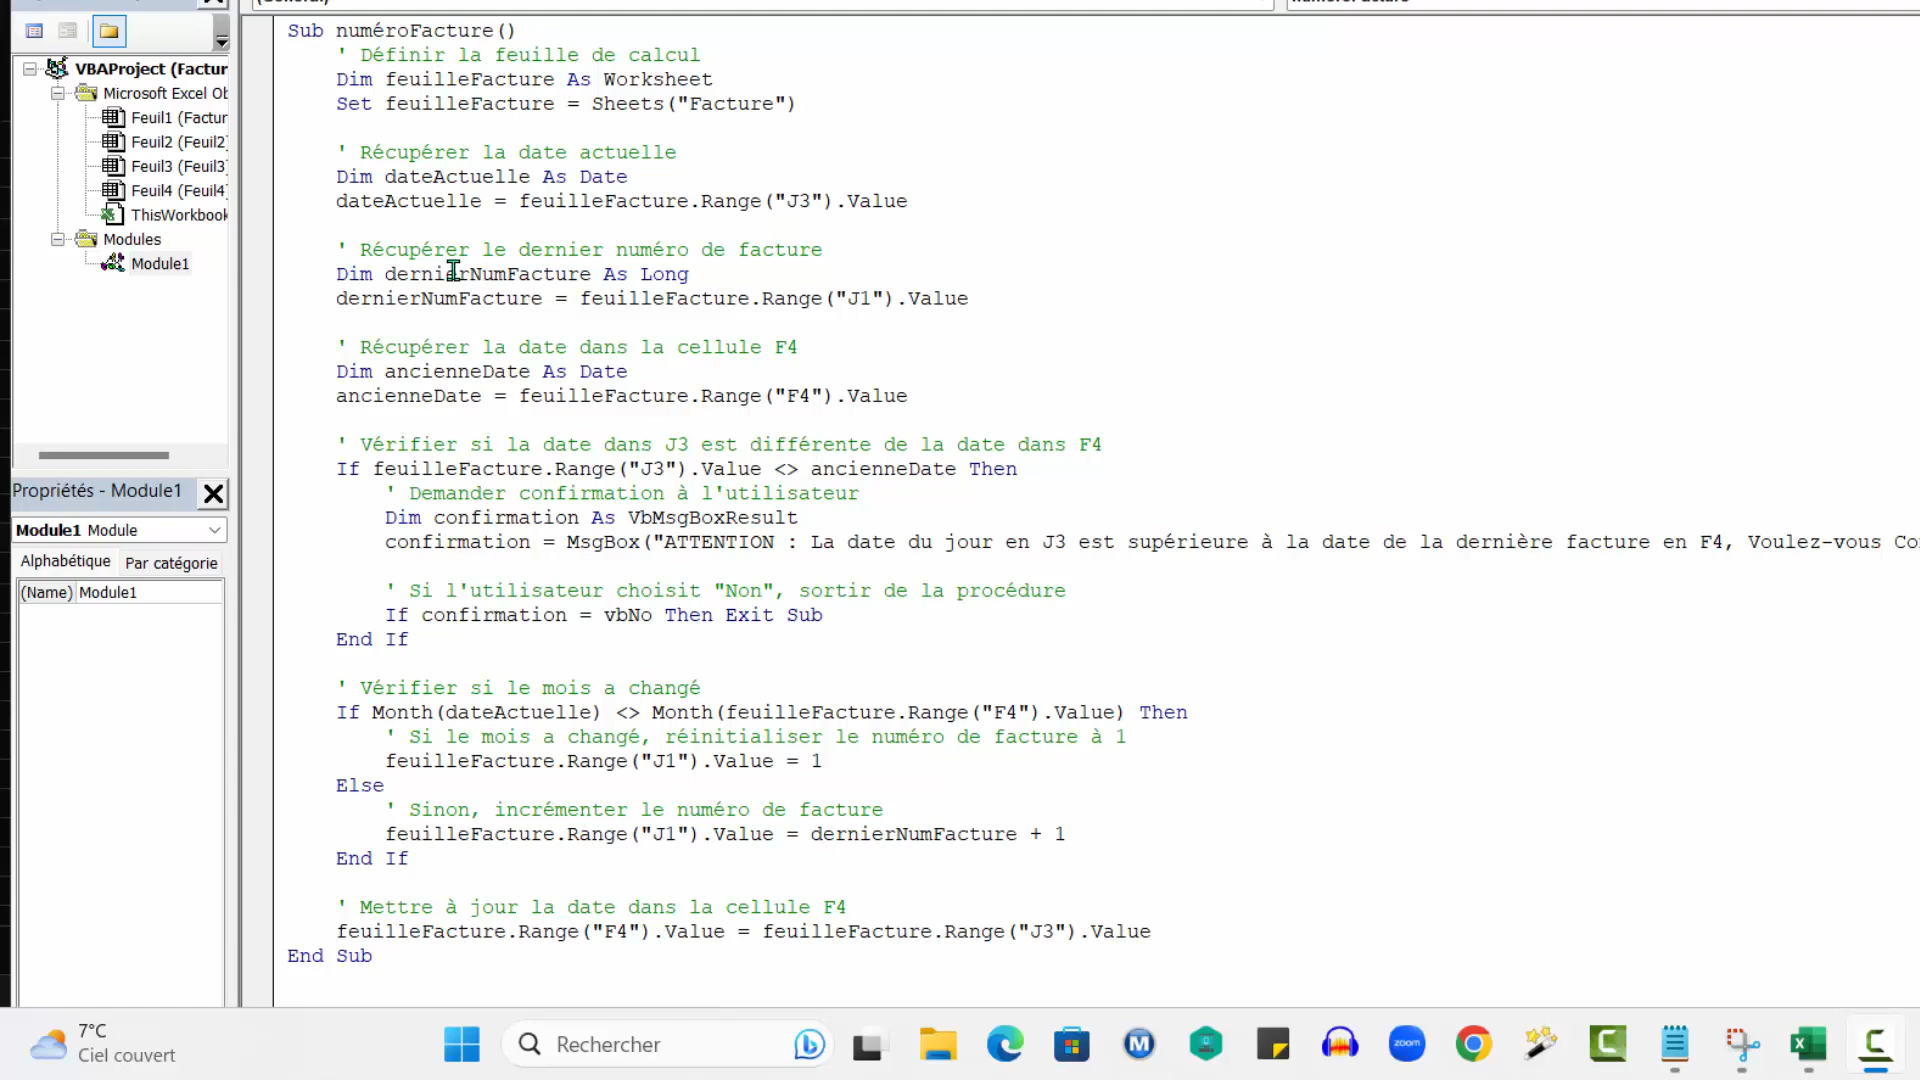 Sub numéroFacture()
' Définir la feuille de calcul
Dim feuilleFacture As Worksheet
Set feuilleFacture = Sheets("Facture")
' Récupérer la date actuelle
Dim dateActuelle As Date
dateActuelle = feuilleFacture.Range("J3").Value
' Récupérer le dernier numéro de facture
Dim dernierNumFacture As Long
dernierNumFacture = feuilleFacture.Range("J1").Value
' Récupérer la date dans la cellule F4
Dim ancienneDate As Date
ancienneDate = feuilleFacture.Range("F4").Value
' Vérifier si la date dans J3 est différente de la date dans F4
If feuilleFacture.Range("J3").Value <> ancienneDate Then
' Demander confirmation à l'utilisateur
Dim confirmation As VbMsgBoxResult
confirmation = MsgBox("ATTENTION : La date du jour en J3 est supérieure à la date de la dernière facture en F4, Voulez-vous Co
' Si l'utilisateur choisit "Non", sortir de la procédure
If confirmation = vbNo Then Exit Sub
End If
' Vérifier si le mois a changé
If Month(dateActuelle) <> Month(feuilleFacture.Range("F4").Value) Then
' Si le mois a changé, réinitialiser le numéro de facture à 1
feuilleFacture.Range("J1").Value = 1
Else
' Sinon, incrémenter le numéro de facture
feuilleFacture.Range("J1").Value = dernierNumFacture + 1
End If
' Mettre à jour la date dans la cellule F4
feuilleFacture.Range("F4").Value = feuilleFacture.Range("J3").Value
End Sub
VBAProject (Factur
Microsoft Excel Ob
Feuil1 (Factur
Feuil2 (Feuil2)
Feuil3 (Feuil3)
Feuil4 (Feuil4)
ThisWorkbook
Modules
Module1
Propriétés - Module1
Module1 Module
Alphabétique Par catégorie
(Name) Module1
7°C
Ciel couvert
Rechercher
zoom